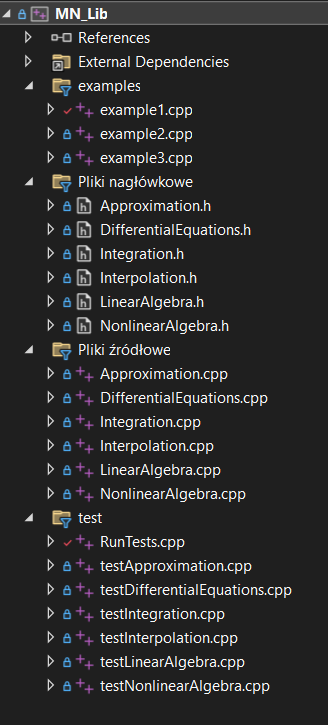 MN_Lib
References
External Dependencies
examples
example1.cpp
example2.cpp
example3.cpp
Pliki nagłówkowe
Approximation.h
DifferentialEquations.h
Integration.h
Interpolation.h
LinearAlgebra.h
NonlinearAlgebra.h
Pliki źródłowe
Approximation.cpp
DifferentialEquations.cpp
Integration.cpp
Interpolation.cpp
LinearAlgebra.cpp
NonlinearAlgebra.cpp
test
RunTests.cpp
testApproximation.cpp
testDifferentialEquations.cpp
testIntegration.cpp
testInterpolation.cpp
testLinearAlgebra.cpp
testNonlinearAlgebra.cpp